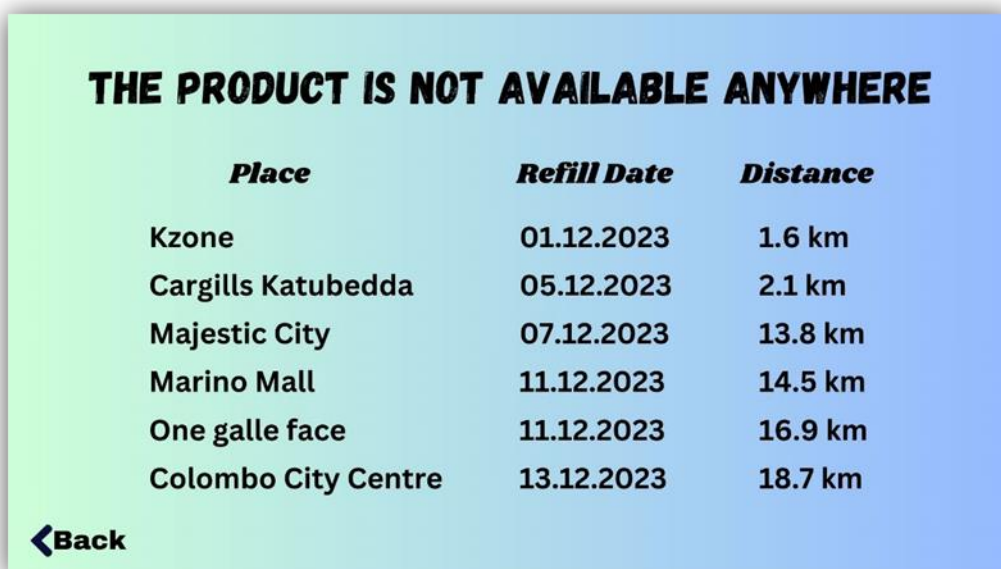 THE PRODUCT IS NOT AVAILABLE ANYWHERE
Place Refill Date Distance
Kzone 01.12.2023 1.6 km
Cargills Katubedda 05.12.2023 2.1 km
Majestic City 07.12.2023 13.8 km
Marino Mall 11.12.2023 14.5 km
One galle face 11.12.2023 16.9 km
Colombo City Centre 13.12.2023 18.7 km
Back